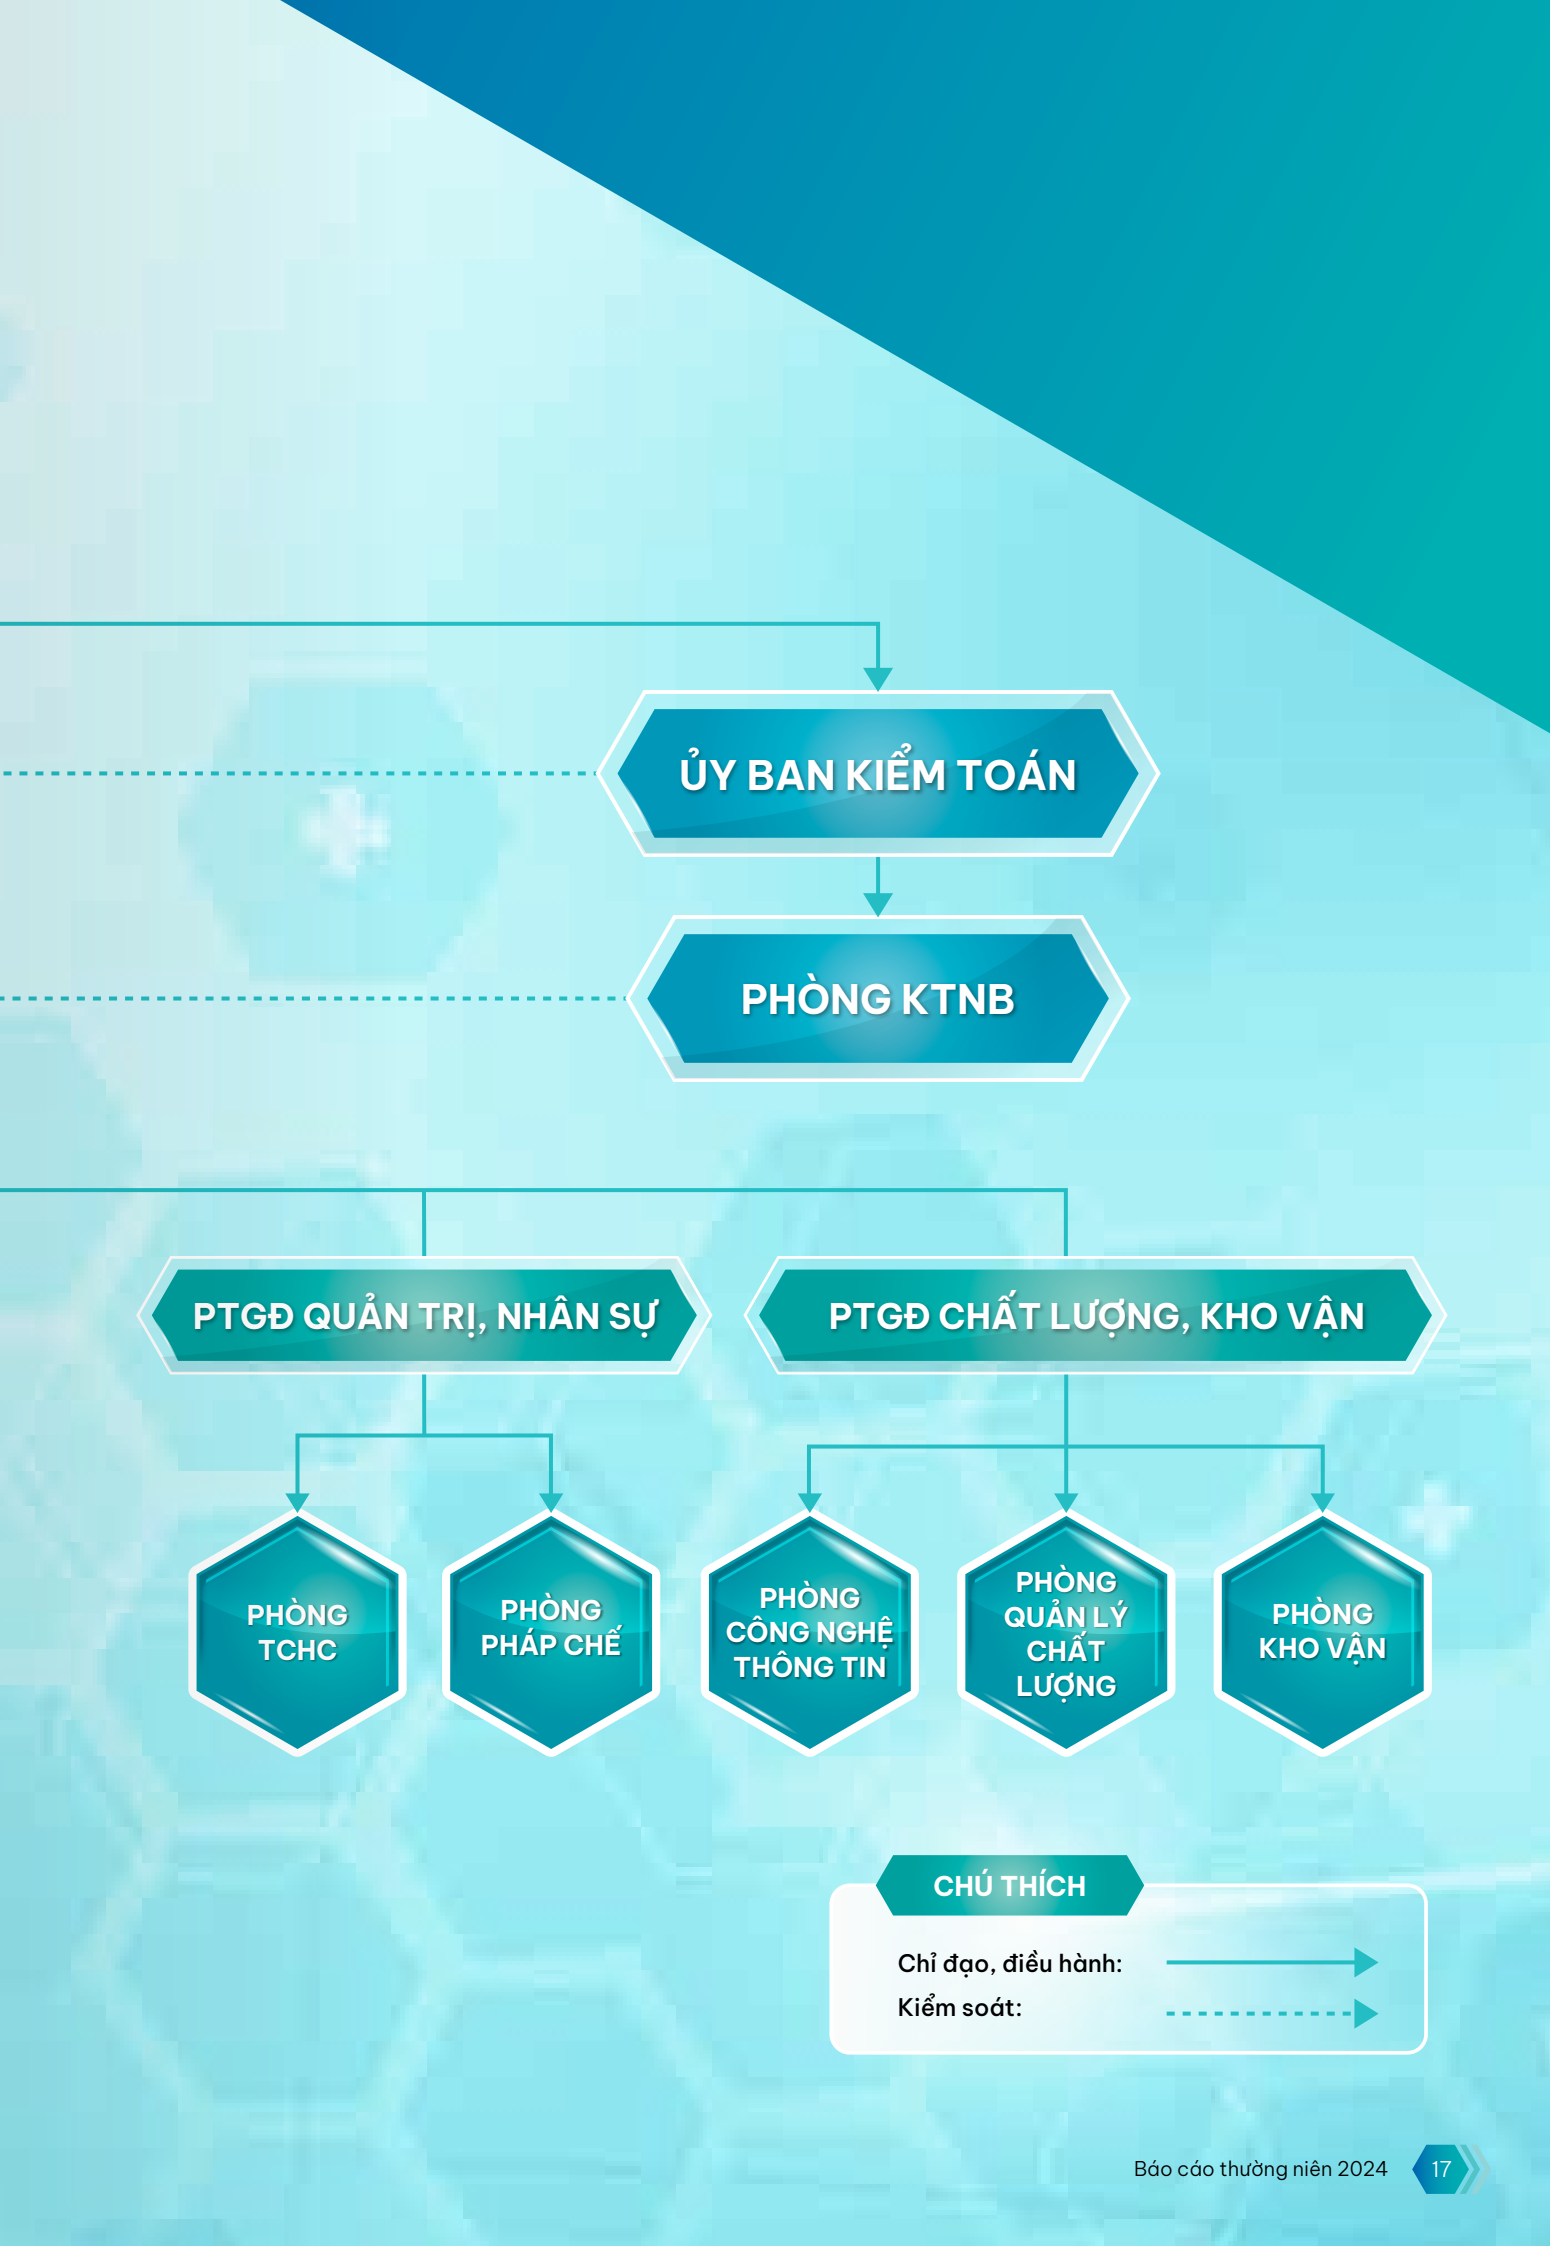 ỦY BAN KIỂM TOÁN
PHÒNG KTNB
PTGĐ QUẢN TRỊ, NHÂN SỰ
PTGĐ CHẤT LƯỢNG, KHO VẬN
PHÒNG
TCHC
PHÒNG
PHÁP CHẾ
PHÒNG
CÔNG NGHỆ
THÔNG TIN
PHÒNG
QUẢN LÝ
CHẤT
LƯỢNG
PHÒNG
KHO VẬN
CHÚ THÍCH
Chỉ đạo, điều hành:
Kiểm soát:
Báo cáo thường niên 2024
17